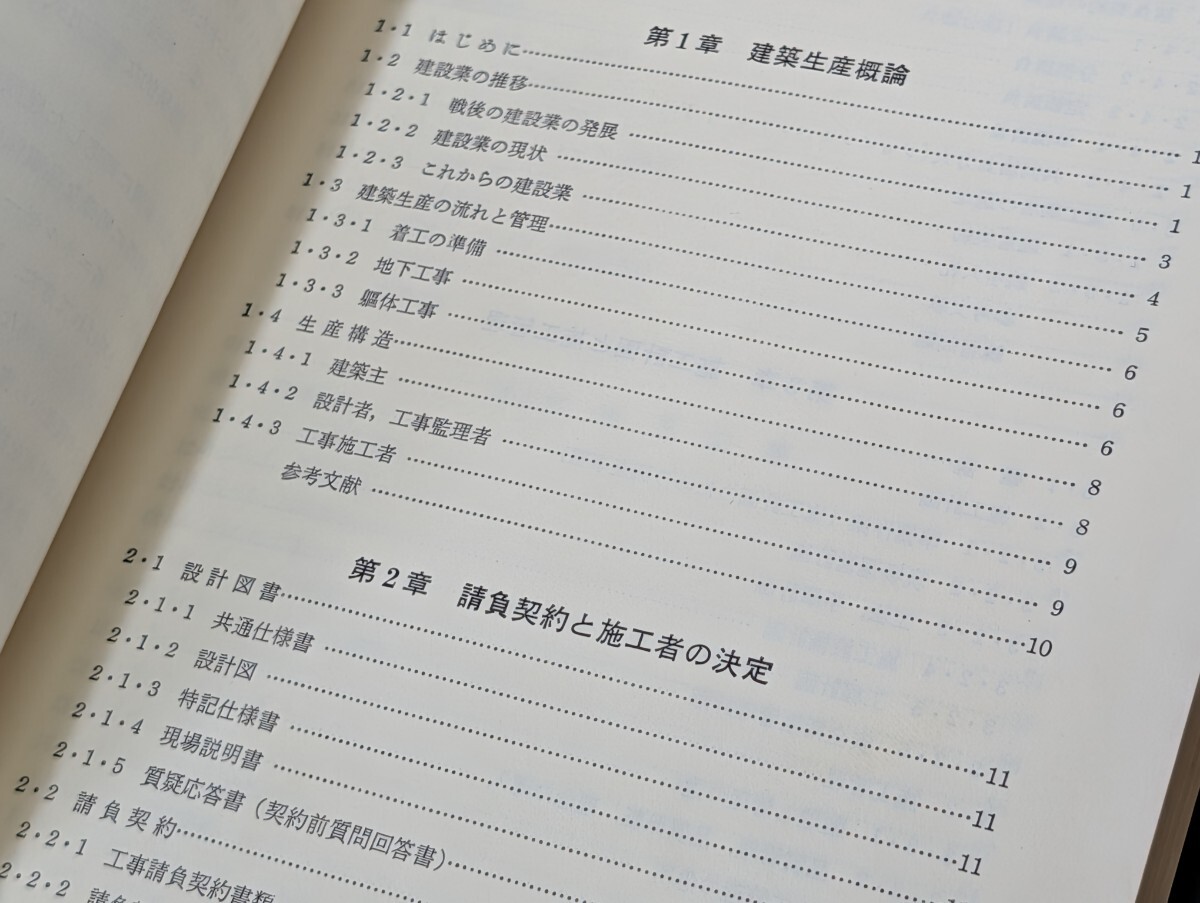 第1章 建築生産概論
1・1 はじめに……1
1・2 建設業の推移……1
1・2・1 戦後の建設業の発展……1
1・2・2 建設業の現状……3
1・2・3 これからの建設業……4
1・3 建築生産の流れと管理……5
1・3・1 着工の準備……6
1・3・2 地下工事……6
1・3・3 軀体工事……6
1・4 生産構造……8
1・4・1 建築主……8
1・4・2 設計者，工事監理者……9
1・4・3 工事施工者……9
参考文献……10
第2章 請負契約と施工者の決定
2・1 設計図書……11
2・1・1 共通仕様書……11
2・1・2 設計図……11
2・1・3 特記仕様書……
2・1・4 現場説明書……
2・1・5 質疑応答書（契約前質問回答書）……
2・2 請負契約……
2・2・1 工事請負契約書類
2・2・2 請負